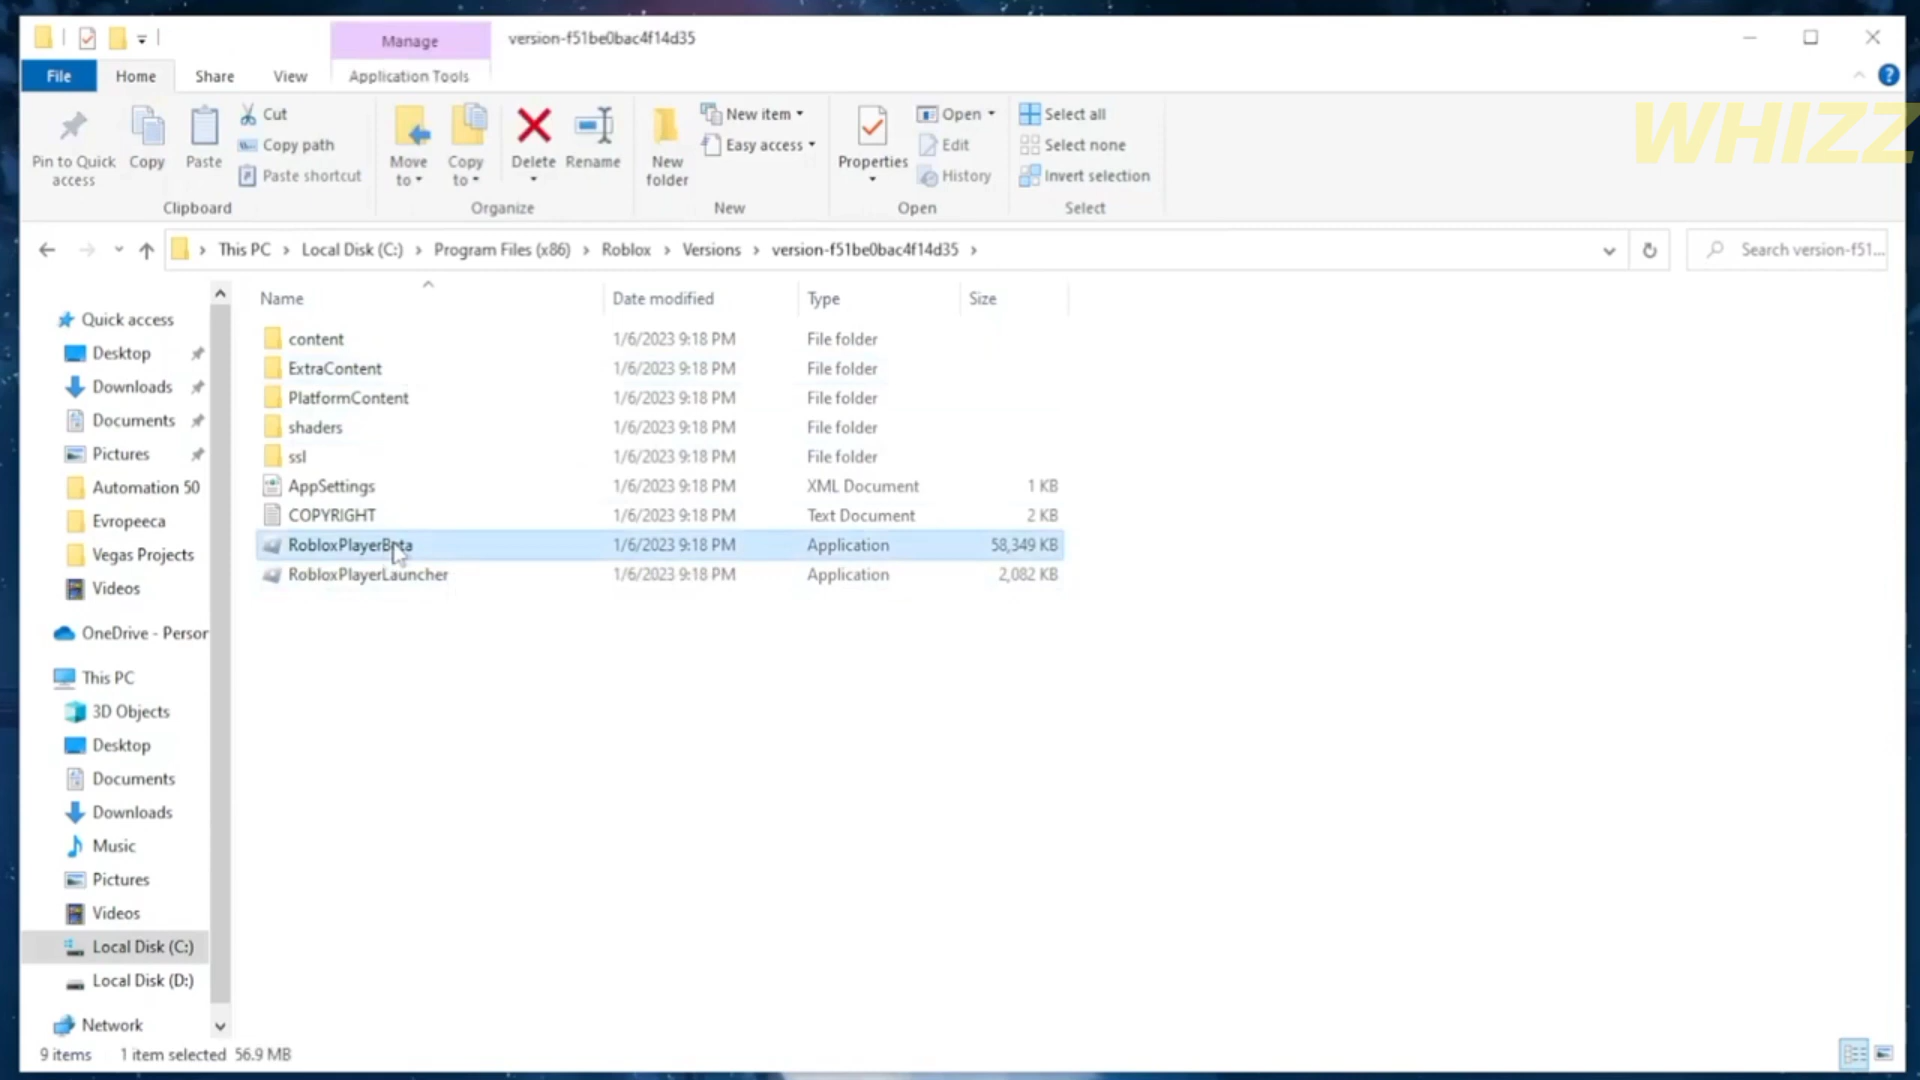 Manage
version-f51be0bac4f14d35
File
Home
Share
View
Application Tools
WHIZZ
Pin to Quick access
Copy
Paste
Cut
Copy path
Paste shortcut
Clipboard
Move to
Copy to
Delete
Rename
Organize
New folder
New item
Easy access
New
Properties
Open
Edit
History
Open
Select all
Select none
Invert selection
Select
This PC > Local Disk (C:) > Program Files (x86) > Roblox > Versions > version-f51be0bac4f14d35 >
Search version-f51...
Name Date modified Type Size
content 1/6/2023 9:18 PM File folder
ExtraContent 1/6/2023 9:18 PM File folder
PlatformContent 1/6/2023 9:18 PM File folder
shaders 1/6/2023 9:18 PM File folder
ssl 1/6/2023 9:18 PM File folder
AppSettings 1/6/2023 9:18 PM XML Document 1 KB
COPYRIGHT 1/6/2023 9:18 PM Text Document 2 KB
RobloxPlayerBeta 1/6/2023 9:18 PM Application 58,349 KB
RobloxPlayerLauncher 1/6/2023 9:18 PM Application 2,082 KB
Quick access
Desktop
Downloads
Documents
Pictures
Automation 50
Evropeeca
Vegas Projects
Videos
OneDrive - Person
This PC
3D Objects
Desktop
Documents
Downloads
Music
Pictures
Videos
Local Disk (C:)
Local Disk (D:)
Network
9 items 1 item selected 56.9 MB